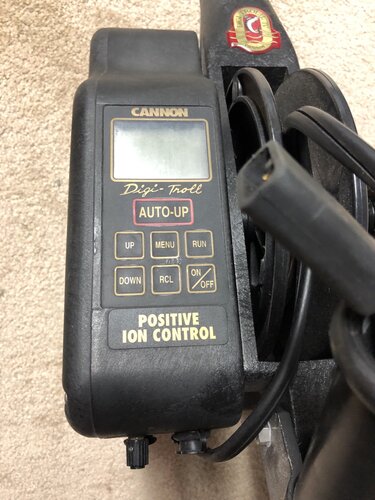 CANNON
Digi-Troll
AUTO-UP
UP
MENU
RUN
DOWN
RCL
ON/OFF
POSITIVE
ION CONTROL